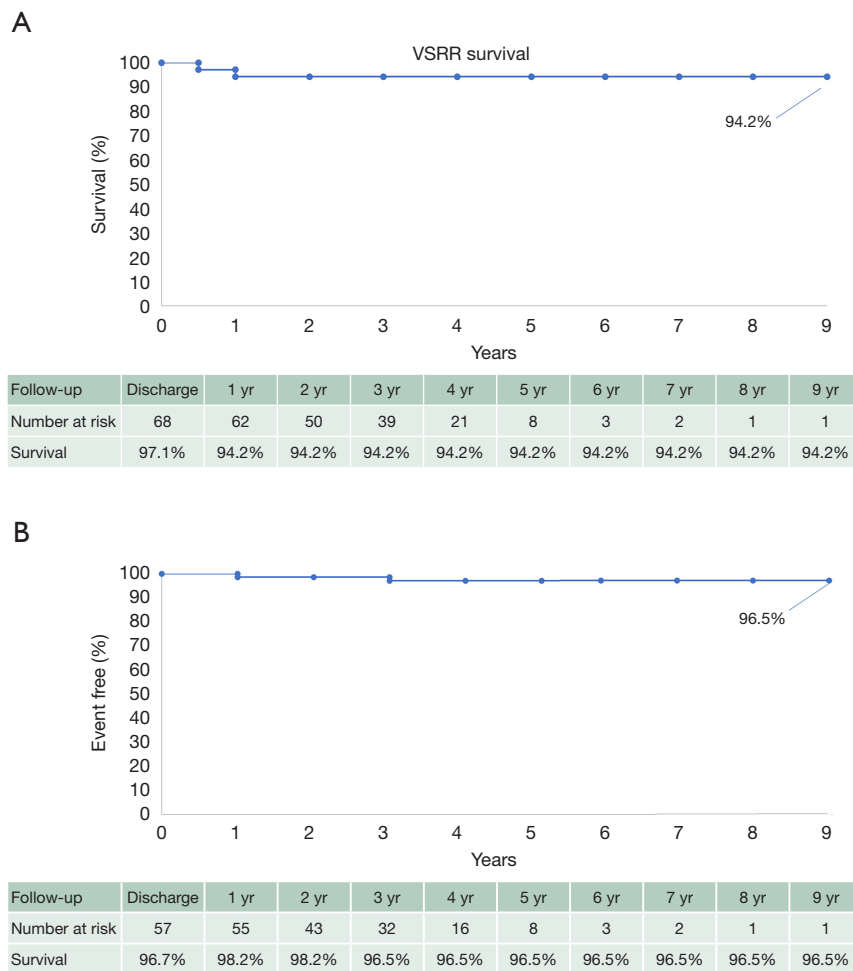 A
VSRR survival
100
90
80
70
60
50
40
30
20
10
0
Survival (%)
94.2%
0 1 2 3 4 5 6 7 8 9
Years
Follow-up Discharge 1 yr 2 yr 3 yr 4 yr 5 yr 6 yr 7 yr 8 yr 9 yr
Number at risk 68 62 50 39 21 8 3 2 1 1
Survival 97.1% 94.2% 94.2% 94.2% 94.2% 94.2% 94.2% 94.2% 94.2% 94.2%
B
100
90
80
70
60
50
40
30
20
10
0
Event free (%)
96.5%
0 1 2 3 4 5 6 7 8 9
Years
Follow-up Discharge 1 yr 2 yr 3 yr 4 yr 5 yr 6 yr 7 yr 8 yr 9 yr
Number at risk 57 55 43 32 16 8 3 2 1 1
Survival 96.7% 98.2% 98.2% 96.5% 96.5% 96.5% 96.5% 96.5% 96.5% 96.5%